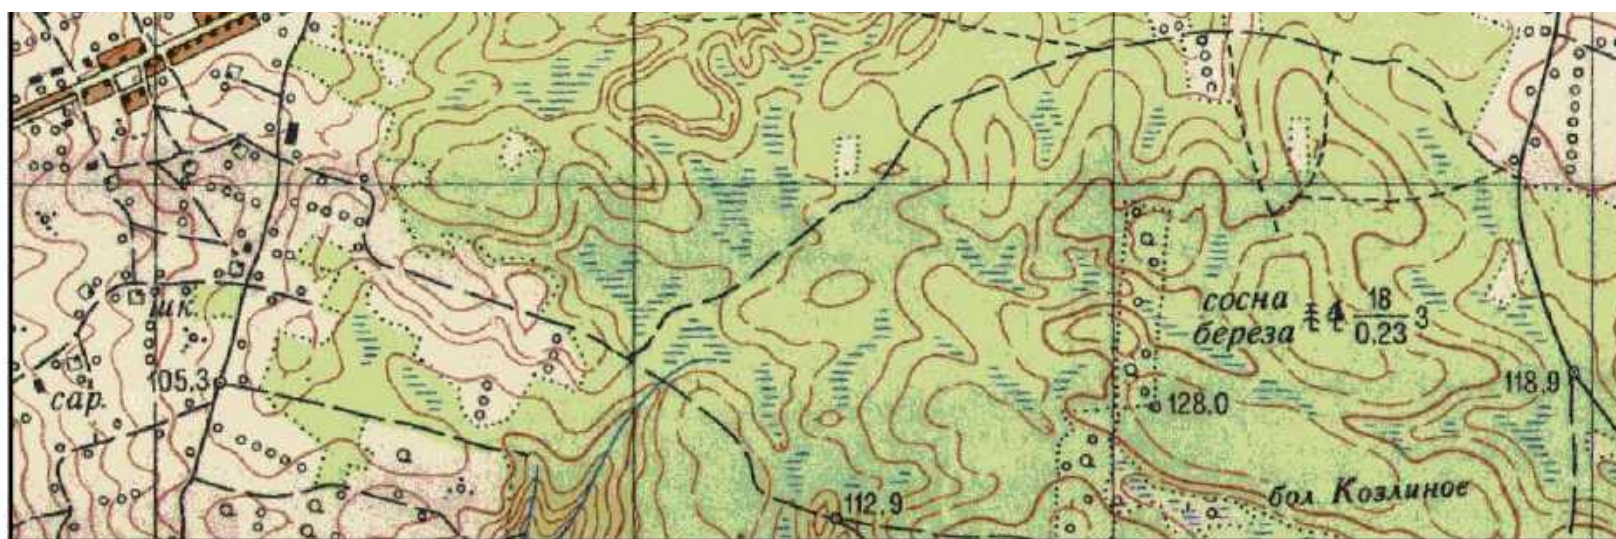 сосна
береза
18
0.23
3
шк.
105.3
сар.
118.9
128.0
бол Козлиное
112.9